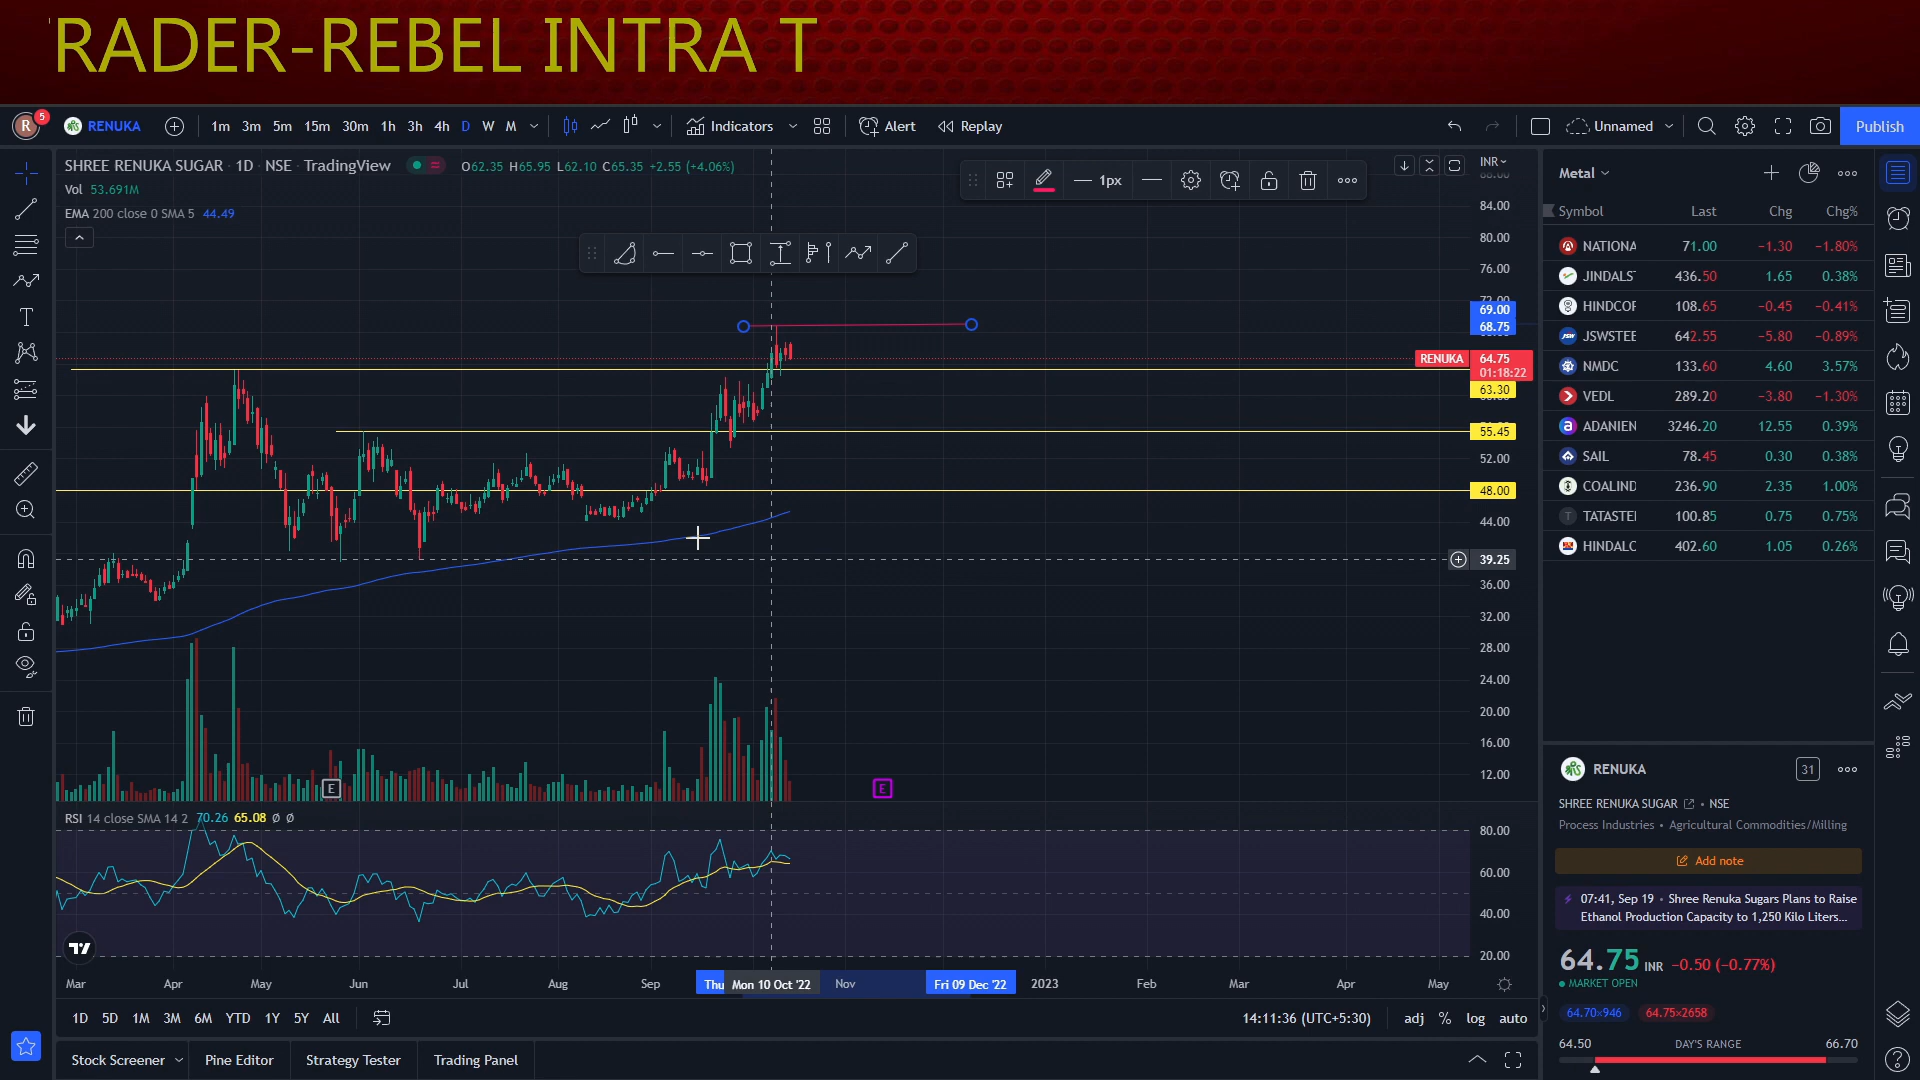 RADER-REBEL INTRA T
R 5 RENUKA 1m 3m 5m 15m 30m 1h 3h 4h D W M Indicators Alert Replay Unnamed Publish
SHREE RENUKA SUGAR · 1D · NSE · TradingView O62.35 H65.95 L62.10 C65.35 +2.55 (+4.06%)
Vol 53.691M
EMA 200 close 0 SMA 5 44.49
1px
INR
84.00
80.00
76.00
72.00
69.00
68.75
RENUKA 64.75
01:18:22
63.30
55.45
52.00
48.00
44.00
39.25
36.00
32.00
28.00
24.00
20.00
16.00
12.00
E E
RSI 14 close SMA 14 2 70.26 65.08 ø ø
80.00
60.00
40.00
20.00
Mar Apr May Jun Jul Aug Sep Thu Mon 10 Oct '22 Nov Fri 09 Dec '22 2023 Feb Mar Apr May
1D 5D 1M 3M 6M YTD 1Y 5Y All 14:11:36 (UTC+5:30) adj % log auto
Stock Screener Pine Editor Strategy Tester Trading Panel
Metal
Symbol Last Chg Chg%
NATIONA 71.00 −1.30 −1.80%
JINDALS 436.50 1.65 0.38%
HINDCOP 108.65 −0.45 −0.41%
JSWSTEE 642.55 −5.80 −0.89%
NMDC 133.60 4.60 3.57%
VEDL 289.20 −3.80 −1.30%
ADANIEN 3246.20 12.55 0.39%
SAIL 78.45 0.30 0.38%
COALIND 236.90 2.35 1.00%
T TATASTEI 100.85 0.75 0.75%
HINDALC 402.60 1.05 0.26%
RENUKA 31
SHREE RENUKA SUGAR • NSE
Process Industries • Agricultural Commodities/Milling
Add note
07:41, Sep 19 • Shree Renuka Sugars Plans to Raise
Ethanol Production Capacity to 1,250 Kilo Liters...
64.75 INR −0.50 (−0.77%)
MARKET OPEN
64.70×946 64.75×2658
64.50 DAY'S RANGE 66.70